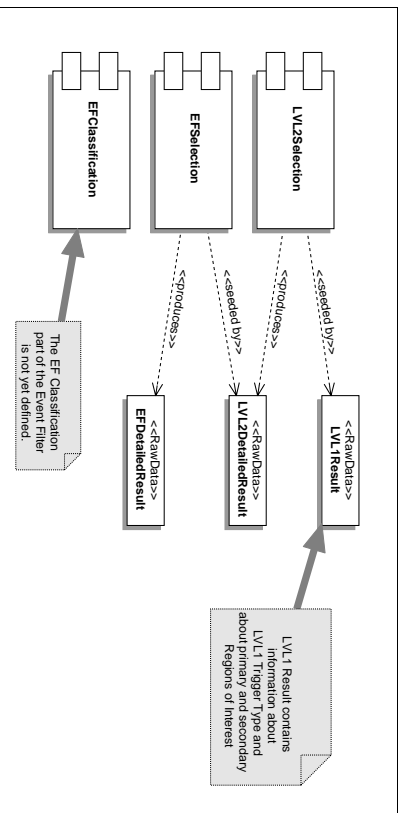 LVL2Selection
EFSelection
EFClassification
<<seeded by>>
<<produces>>
<<seeded by>>
<<produces>>
<<RawData>>
LVL1Result
<<RawData>>
LVL2DetailedResult
<<RawData>>
EFDetailedResult
LVL1 Result contains
information about
LVL1 Trigger Type and
about primary and secondary
Regions of Interest
The EF Classification
part of the Event Filter
is not yet defined.